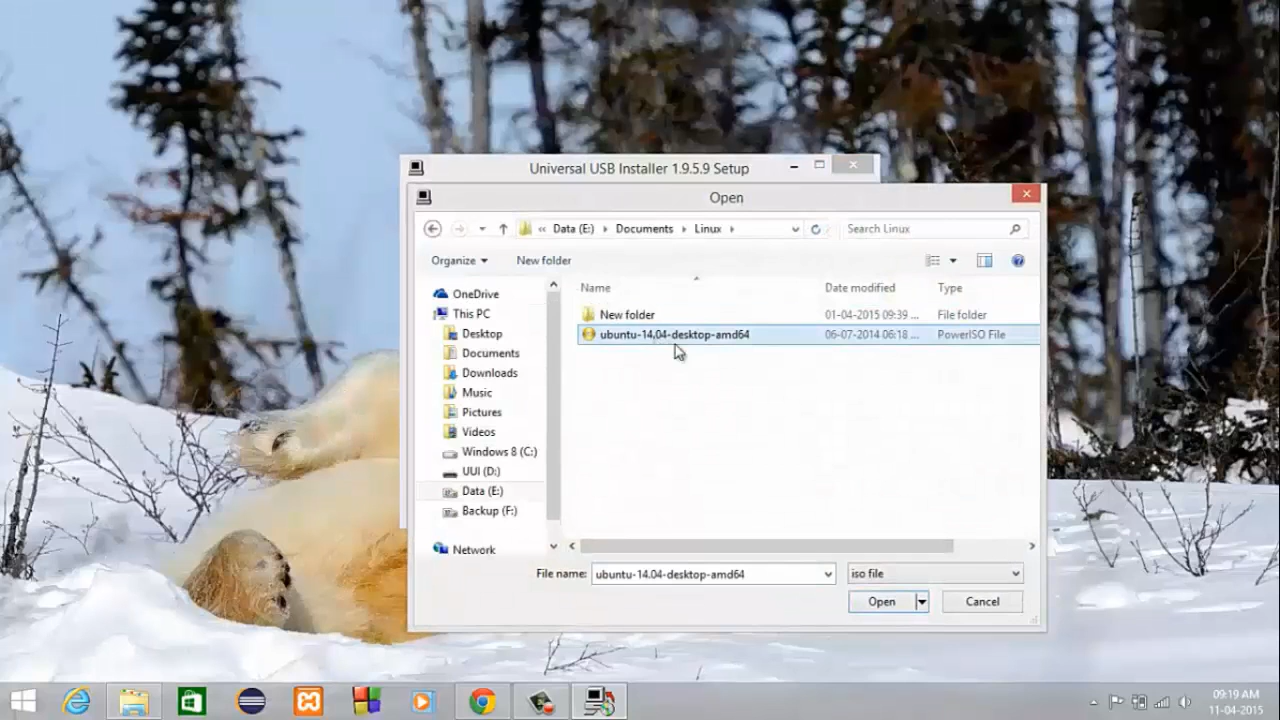 Universal USB Installer 1.9.5.9 Setup
Open
« Data (E:) Documents Linux
Search Linux
Organize New folder
Name Date modified Type
OneDrive
This PC
Desktop
Documents
Downloads
Music
Pictures
Videos
Windows 8 (C:)
UUI (D:)
Data (E:)
Backup (F:)
Network
New folder 01-04-2015 09:39 ... File folder
ubuntu-14.04-desktop-amd64 06-07-2014 06:18 ... PowerISO File
File name: ubuntu-14.04-desktop-amd64 iso file
Open Cancel
09:19 AM
11-04-2015